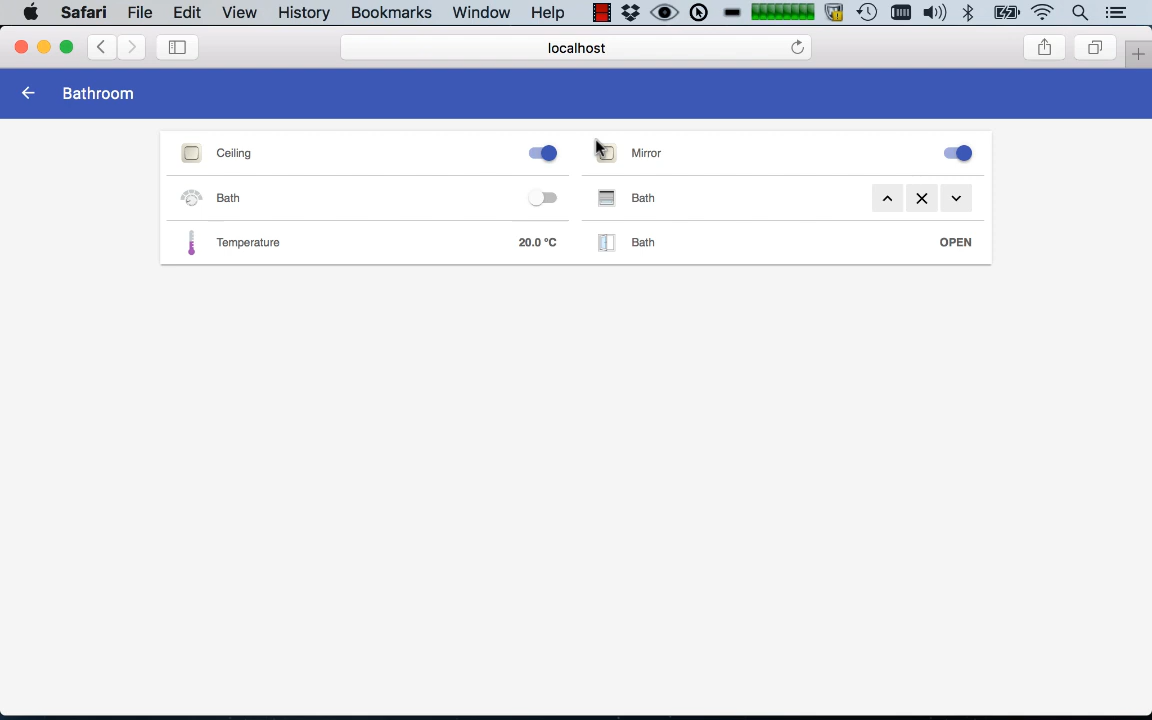 Safari File Edit View History Bookmarks Window Help
localhost
Bathroom
Ceiling
Mirror
Bath
Bath
Temperature 20.0 °C
Bath OPEN